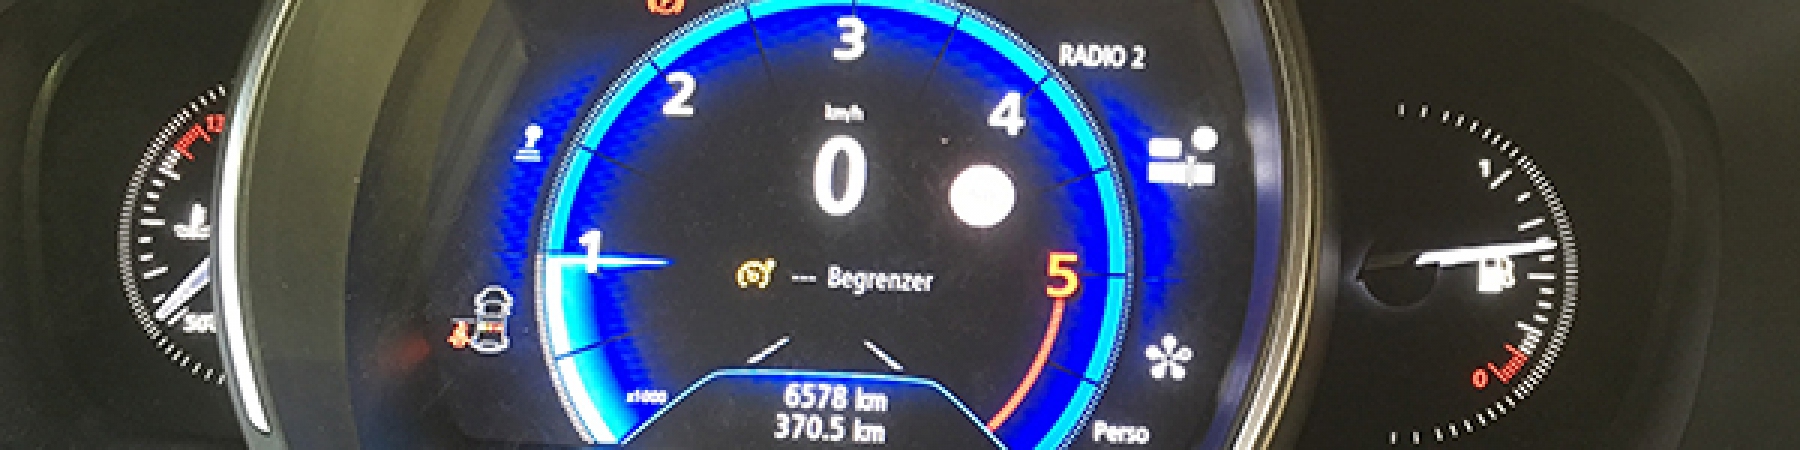 3
RADIO 2
2
4
km/h
0
1
1
--- Begrenzer
5
x1000
6578 km
370.5 km
0
Perso